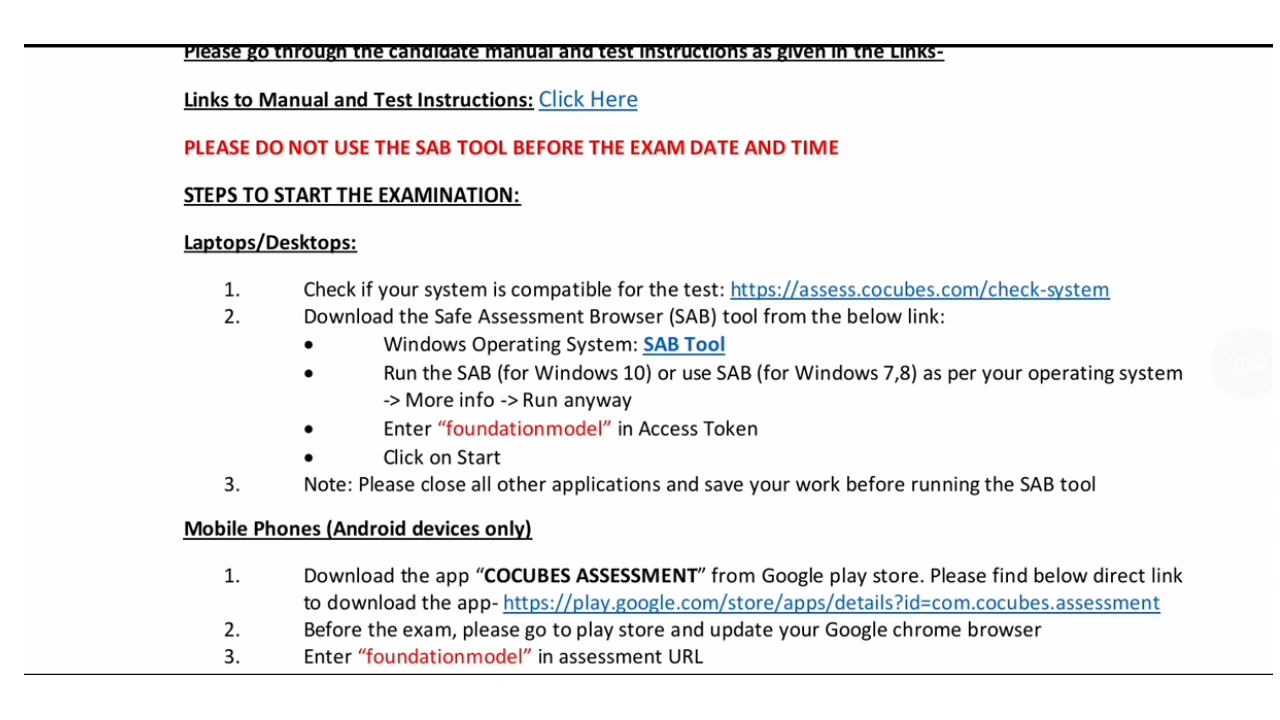 Please go through the candidate manual and test instructions as given in the Links-
Links to Manual and Test Instructions: Click Here
PLEASE DO NOT USE THE SAB TOOL BEFORE THE EXAM DATE AND TIME
STEPS TO START THE EXAMINATION:
Laptops/Desktops:
1. Check if your system is compatible for the test: https://assess.cocubes.com/check-system
2. Download the Safe Assessment Browser (SAB) tool from the below link:
• Windows Operating System: SAB Tool
• Run the SAB (for Windows 10) or use SAB (for Windows 7,8) as per your operating system
-> More info -> Run anyway
• Enter “foundationmodel” in Access Token
• Click on Start
3. Note: Please close all other applications and save your work before running the SAB tool
Mobile Phones (Android devices only)
1. Download the app “COCUBES ASSESSMENT” from Google play store. Please find below direct link
to download the app- https://play.google.com/store/apps/details?id=com.cocubes.assessment
2. Before the exam, please go to play store and update your Google chrome browser
3. Enter “foundationmodel” in assessment URL